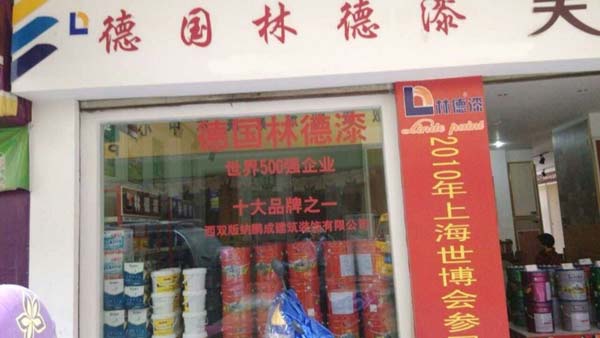 德国林德漆
德国林德漆
世界500强企业
十大品牌之一
西双版纳鹏成建筑装饰有限公司
林德漆
Linde paint
2010年上海世博会参